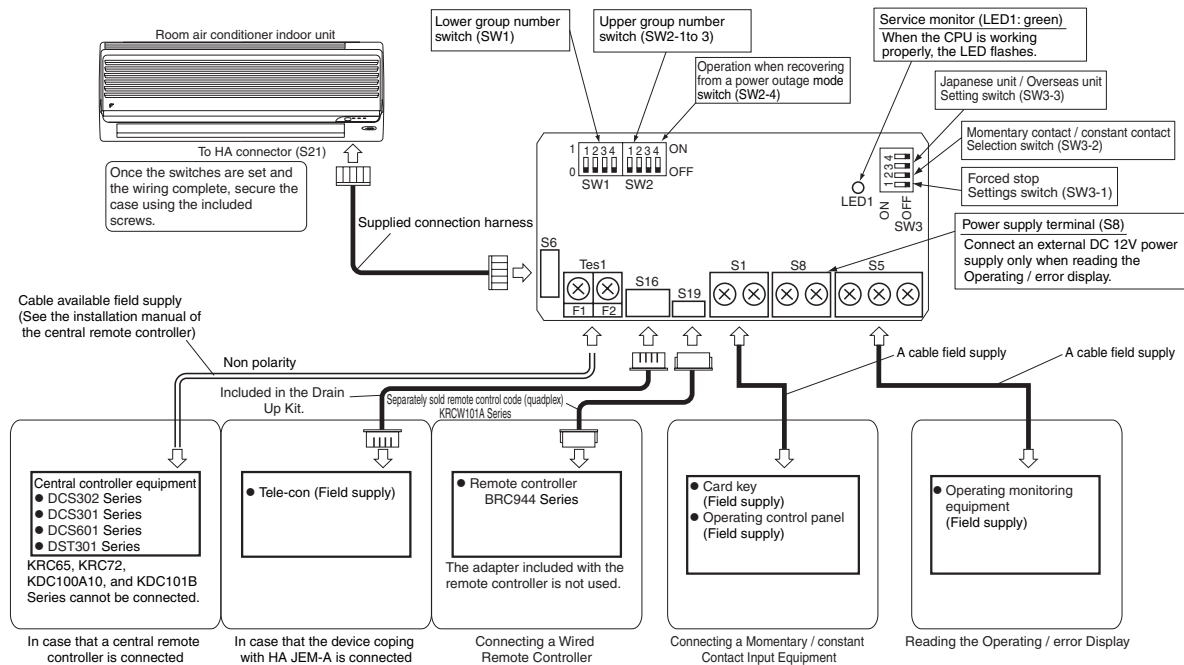 Room air conditioner indoor unit
To HA connector (S21)
Once the switches are set and
the wiring complete, secure the
case using the included
screws.
Supplied connection harness
Lower group number
switch (SW1)
Upper group number
switch (SW2-1to 3)
Operation when recovering
from a power outage mode
switch (SW2-4)
Service monitor (LED1: green)
When the CPU is working
properly, the LED flashes.
Japanese unit / Overseas unit
Setting switch (SW3-3)
Momentary contact / constant contact
Selection switch (SW3-2)
Forced stop
Settings switch (SW3-1)
Power supply terminal (S8)
Connect an external DC 12V power
supply only when reading the
Operating / error display.
1 1 2 3 4 1 2 3 4 ON
0 OFF
SW1 SW2
LED1
1 2 3 4
ON OFF
SW3
S6
Tes1
F1 F2
S16
S19
S1
S8
S5
Cable available field supply
(See the installation manual of
the central remote controller)
Non polarity
Included in the Drain
Up Kit.
Separately sold remote control code (quadplex)
KRCW101A Series
A cable field supply
A cable field supply
Central controller equipment
● DCS302 Series
● DCS301 Series
● DCS601 Series
● DST301 Series
KRC65, KRC72,
KDC100A10, and KDC101B
Series cannot be connected.
In case that a central remote
controller is connected
● Tele-con (Field supply)
In case that the device coping
with HA JEM-A is connected
● Remote controller
BRC944 Series
The adapter included with the
remote controller is not used.
Connecting a Wired
Remote Controller
● Card key
(Field supply)
● Operating control panel
(Field supply)
Connecting a Momentary / constant
Contact Input Equipment
● Operating monitoring
equipment
(Field supply)
Reading the Operating / error Display